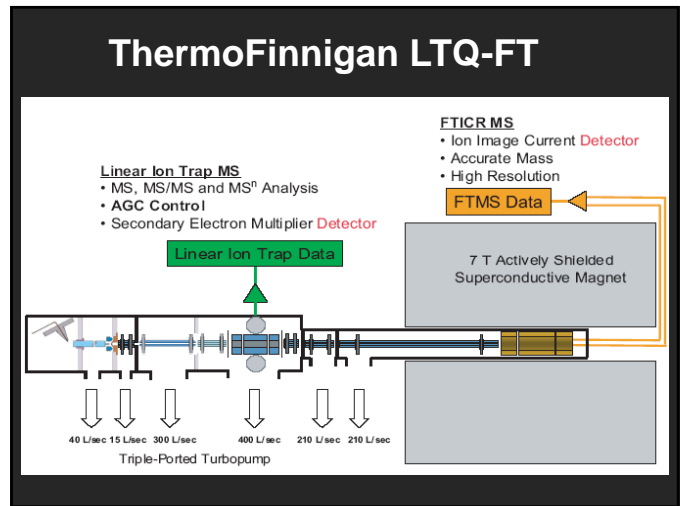 ThermoFinnigan LTQ-FT
FTICR MS
• Ion Image Current Detector
• Accurate Mass
• High Resolution
Linear Ion Trap MS
• MS, MS/MS and MSⁿ Analysis
• AGC Control
• Secondary Electron Multiplier Detector
FTMS Data
Linear Ion Trap Data
7 T Actively Shielded
Superconductive Magnet
40 L/sec 15 L/sec 300 L/sec 400 L/sec 210 L/sec 210 L/sec
Triple-Ported Turbopump